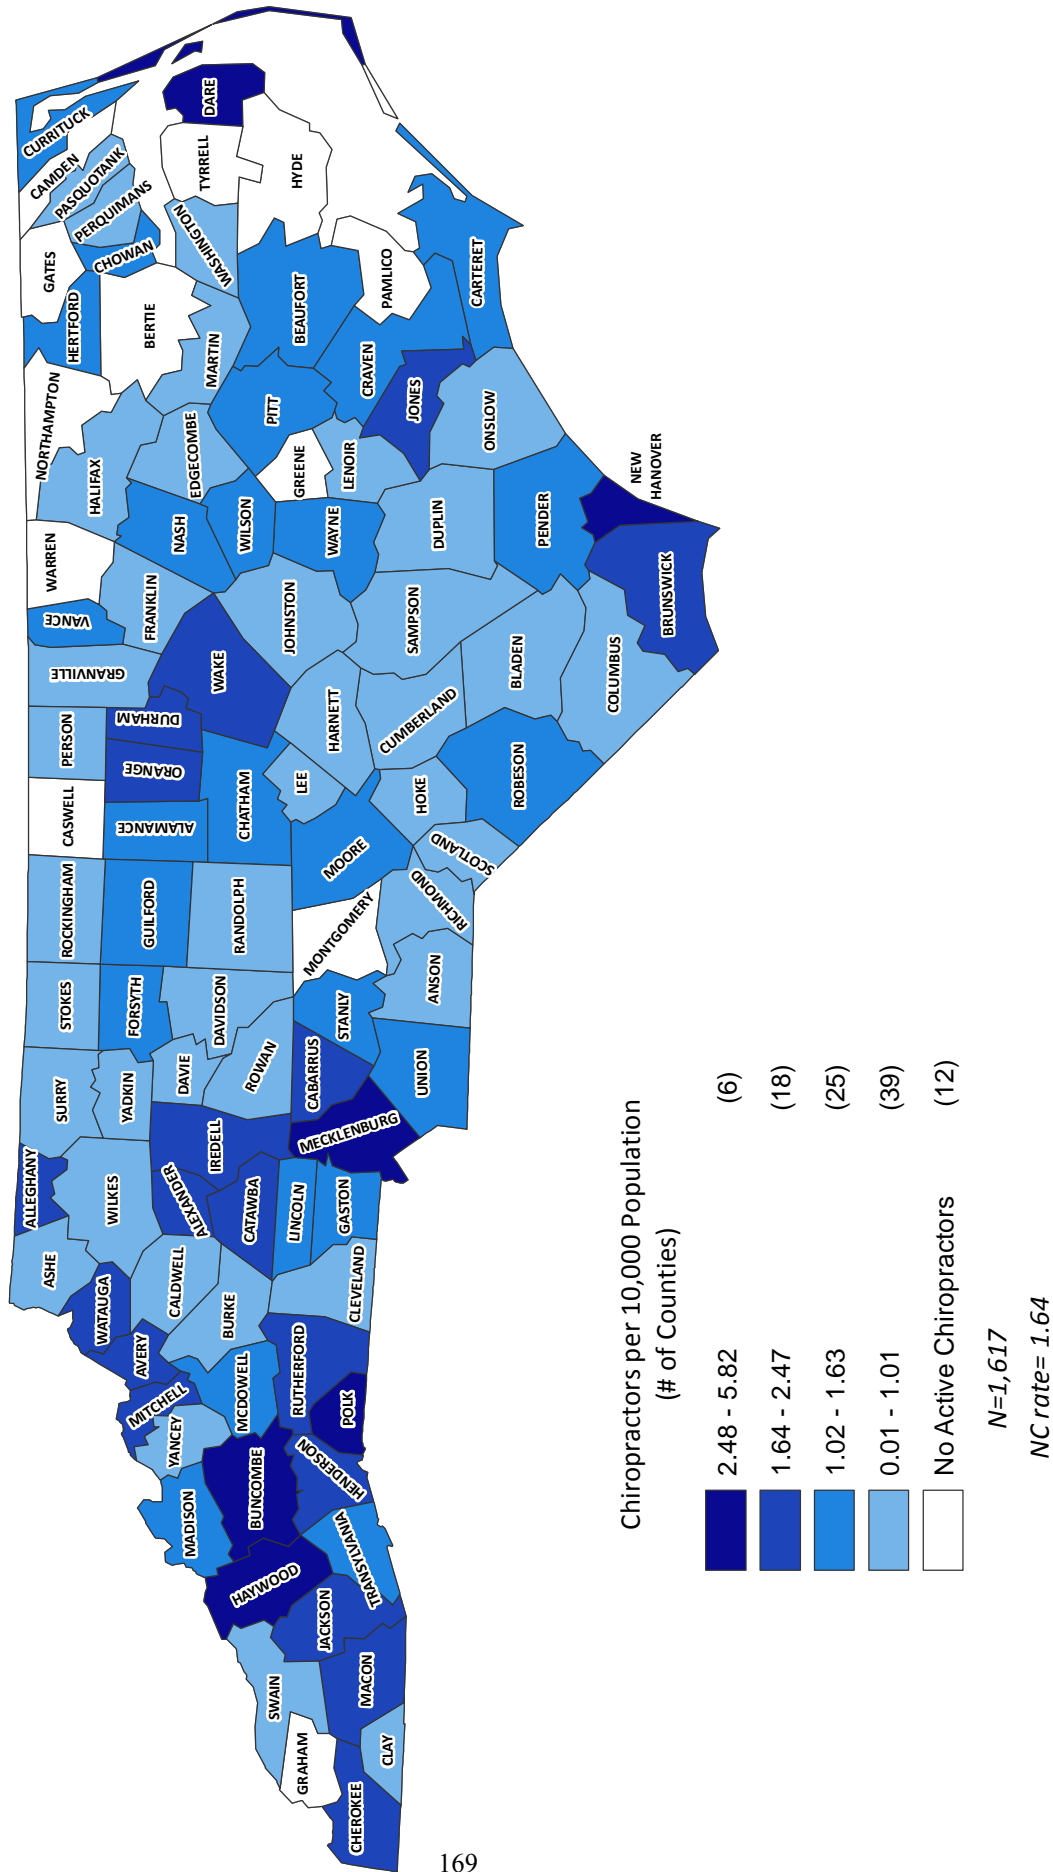 CHEROKEE
GRAHAM
CLAY
SWAIN
MACON
JACKSON
HAYWOOD
TRANSYLVANIA
MADISON
BUNCOMBE
HENDERSON
YANCEY
MITCHELL
AVERY
MCDOWELL
POLK
RUTHERFORD
WATAUGA
ASHE
ALLEGHANY
CALDWELL
BURKE
CLEVELAND
WILKES
ALEXANDER
CATAWBA
LINCOLN
GASTON
SURRY
YADKIN
IREDELL
DAVIE
ROWAN
CABARRUS
MECKLENBURG
STOKES
FORSYTH
DAVIDSON
STANLY
UNION
ROCKINGHAM
GUILFORD
RANDOLPH
MONTGOMERY
ANSON
RICHMOND
CASWELL
ALAMANCE
CHATHAM
MOORE
SCOTLAND
HOKE
PERSON
ORANGE
DURHAM
LEE
HARNETT
CUMBERLAND
ROBESON
GRANVILLE
VANCE
WAKE
JOHNSTON
SAMPSON
BLADEN
COLUMBUS
WARREN
FRANKLIN
NASH
WILSON
WAYNE
DUPLIN
PENDER
BRUNSWICK
NEW
HANOVER
NORTHAMPTON
HALIFAX
EDGECOMBE
PITT
GREENE
LENOIR
JONES
ONSLOW
HERTFORD
BERTIE
MARTIN
BEAUFORT
CRAVEN
PAMLICO
CARTERET
GATES
CHOWAN
PERQUIMANS
PASQUOTANK
CAMDEN
CURRITUCK
WASHINGTON
TYRRELL
DARE
HYDE
Chiropractors per 10,000 Population
(# of Counties)
2.48 - 5.82 (6)
1.64 - 2.47 (18)
1.02 - 1.63 (25)
0.01 - 1.01 (39)
No Active Chiropractors (12)
N=1,617
NC rate= 1.64
169